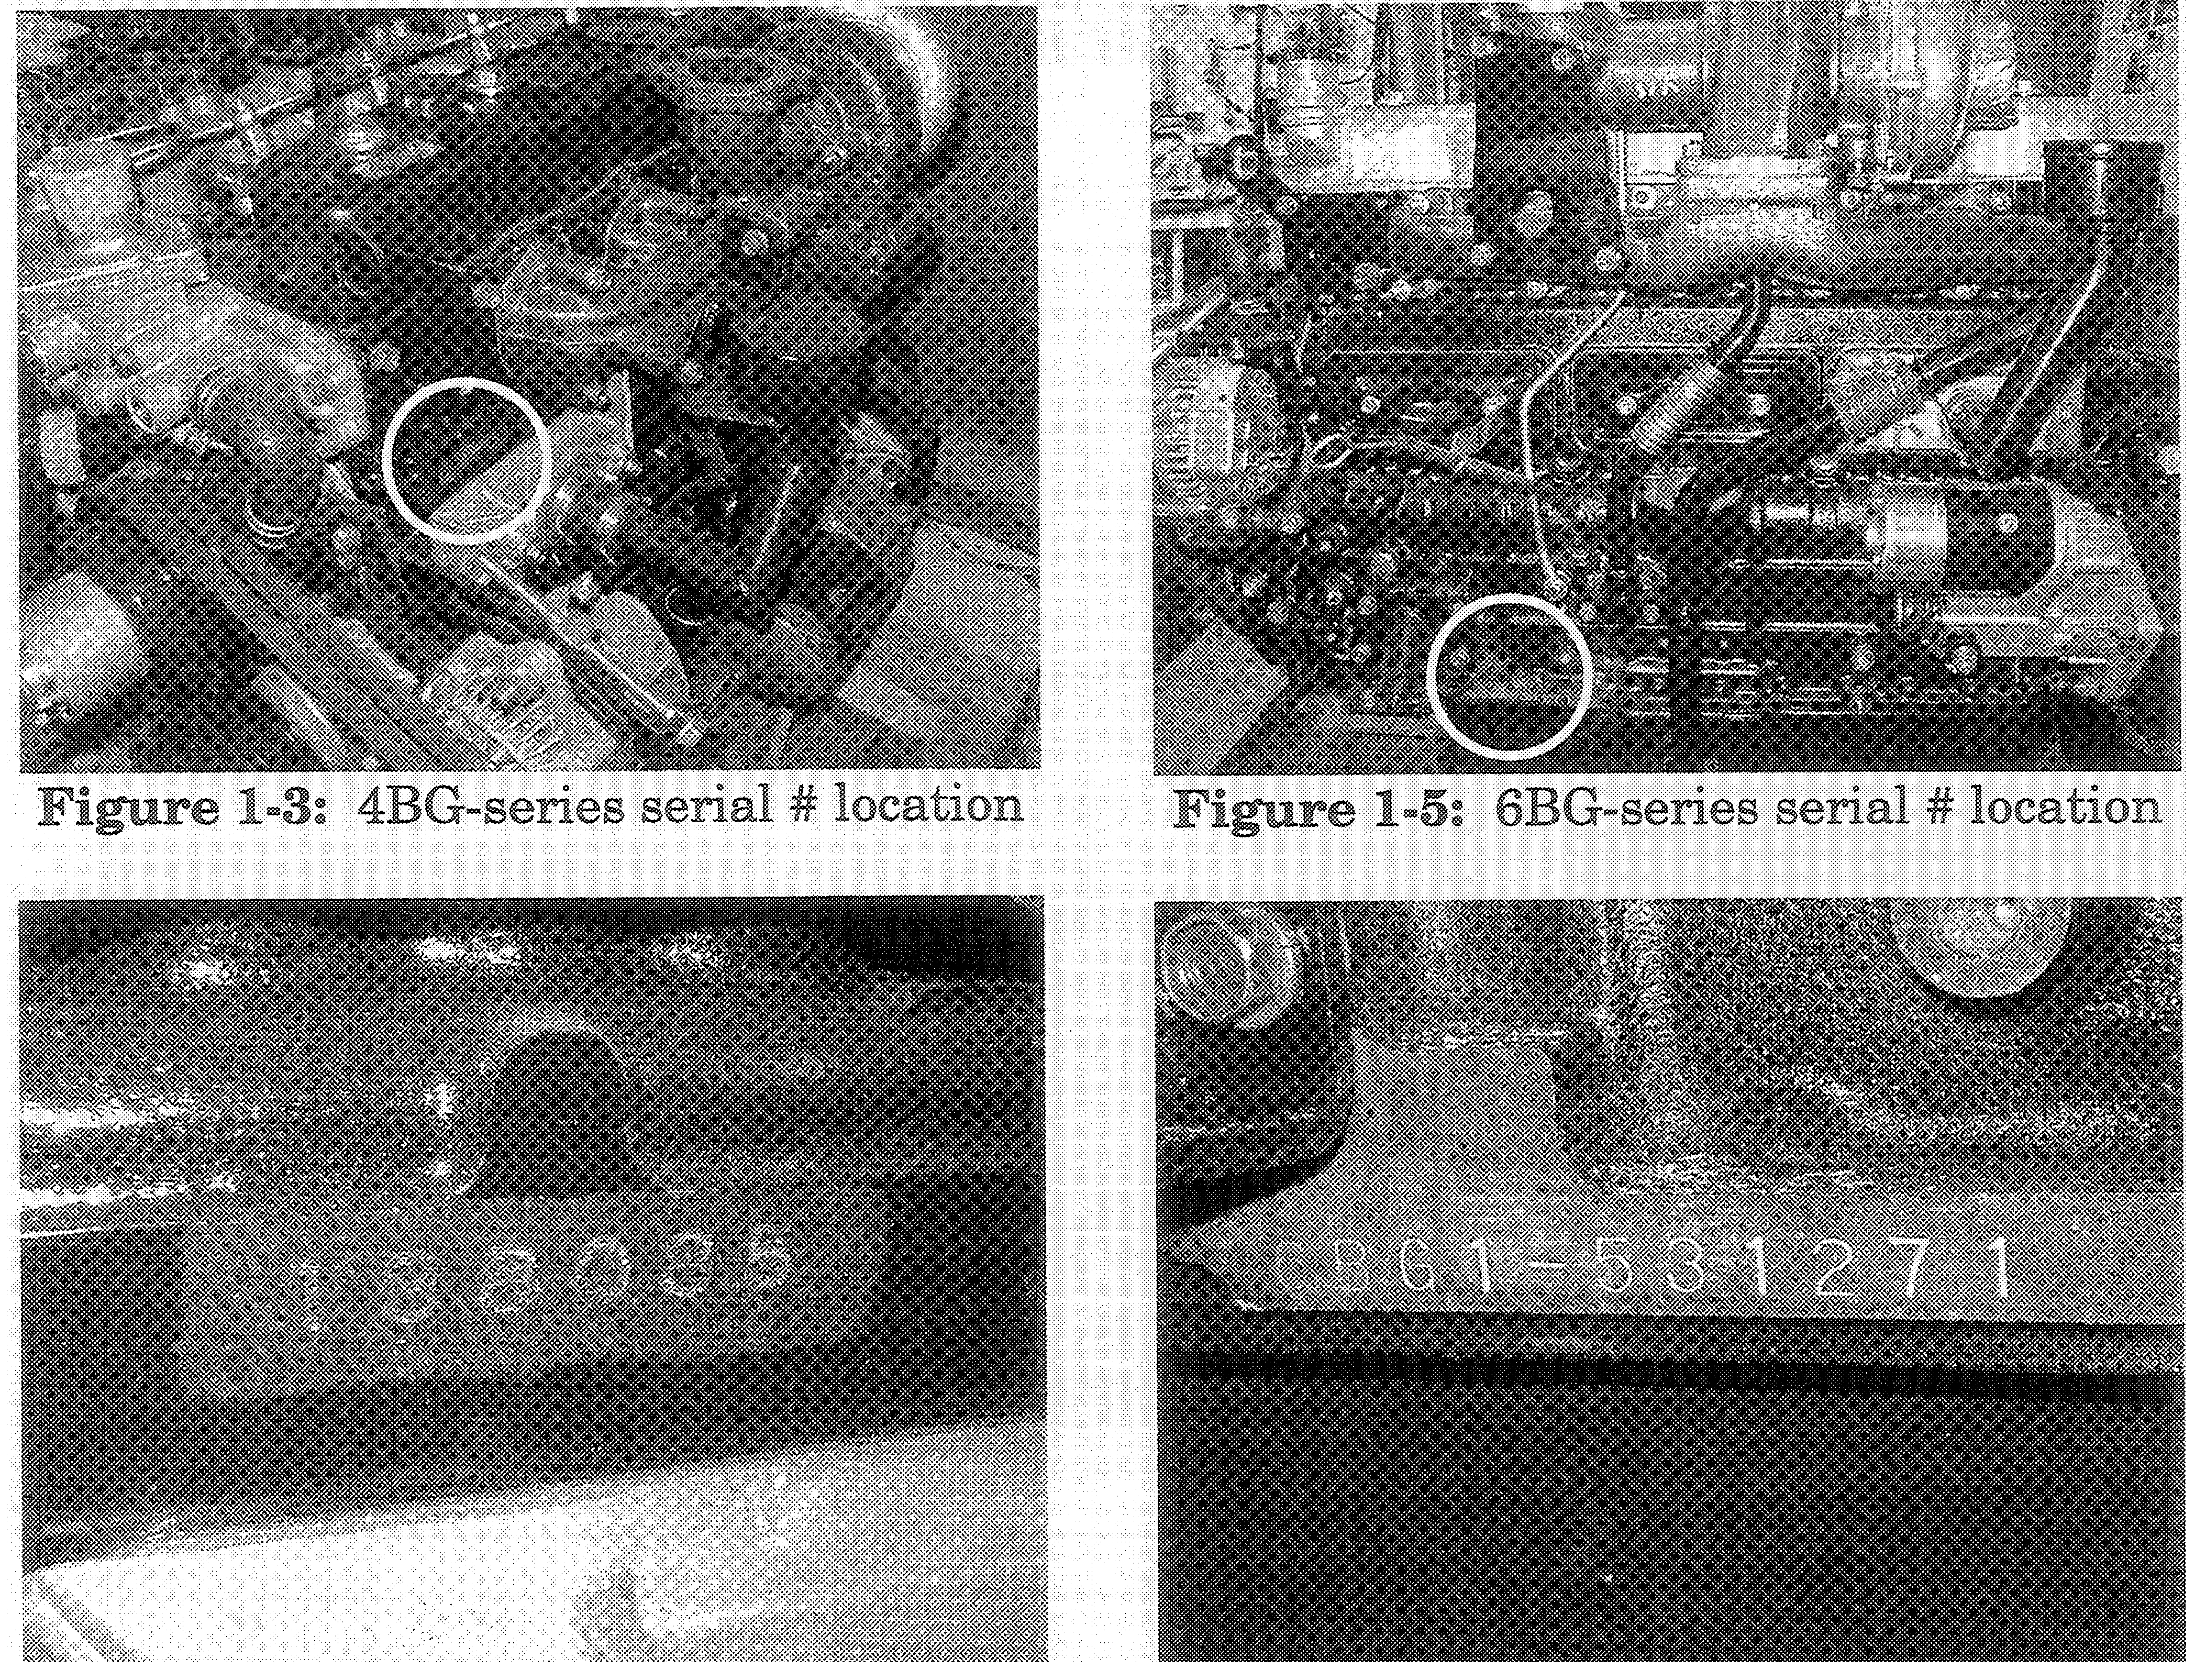 Figure 1-3: 4BG-series serial # location
Figure 1-5: 6BG-series serial # location
BG1-531271